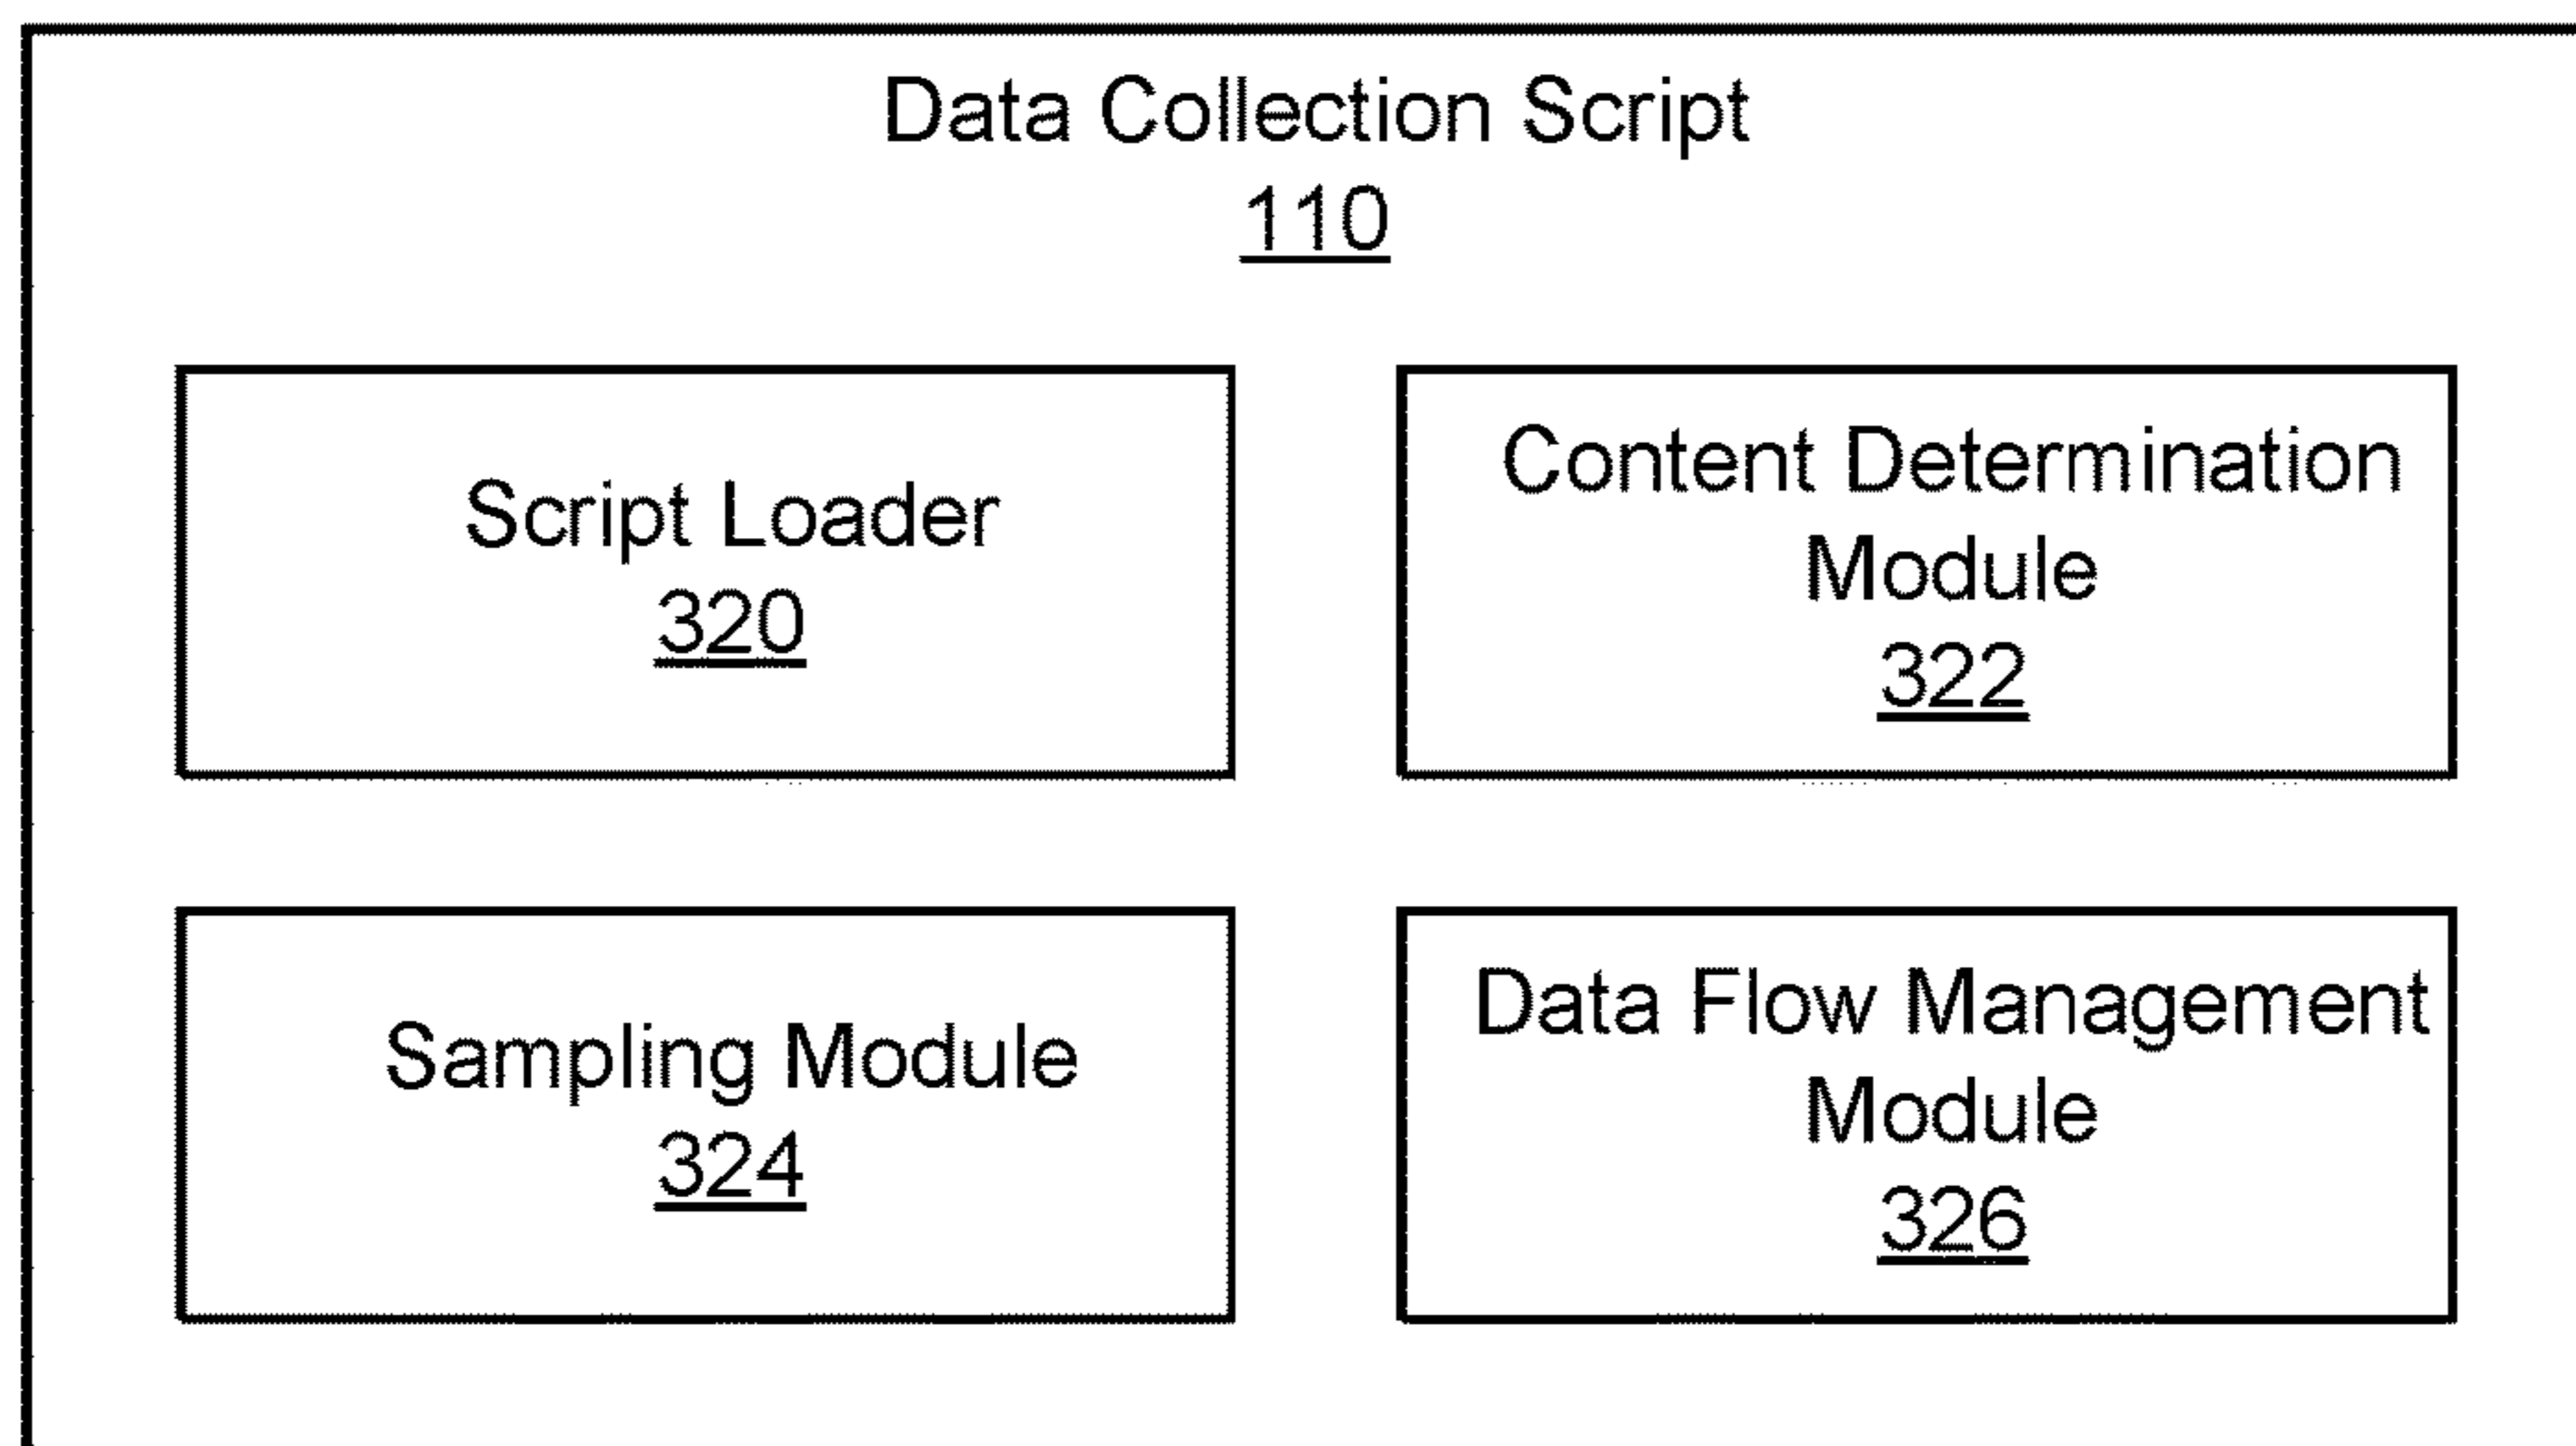 Data Collection Script
110
Script Loader
320
Content Determination
Module
322
Sampling Module
324
Data Flow Management
Module
326